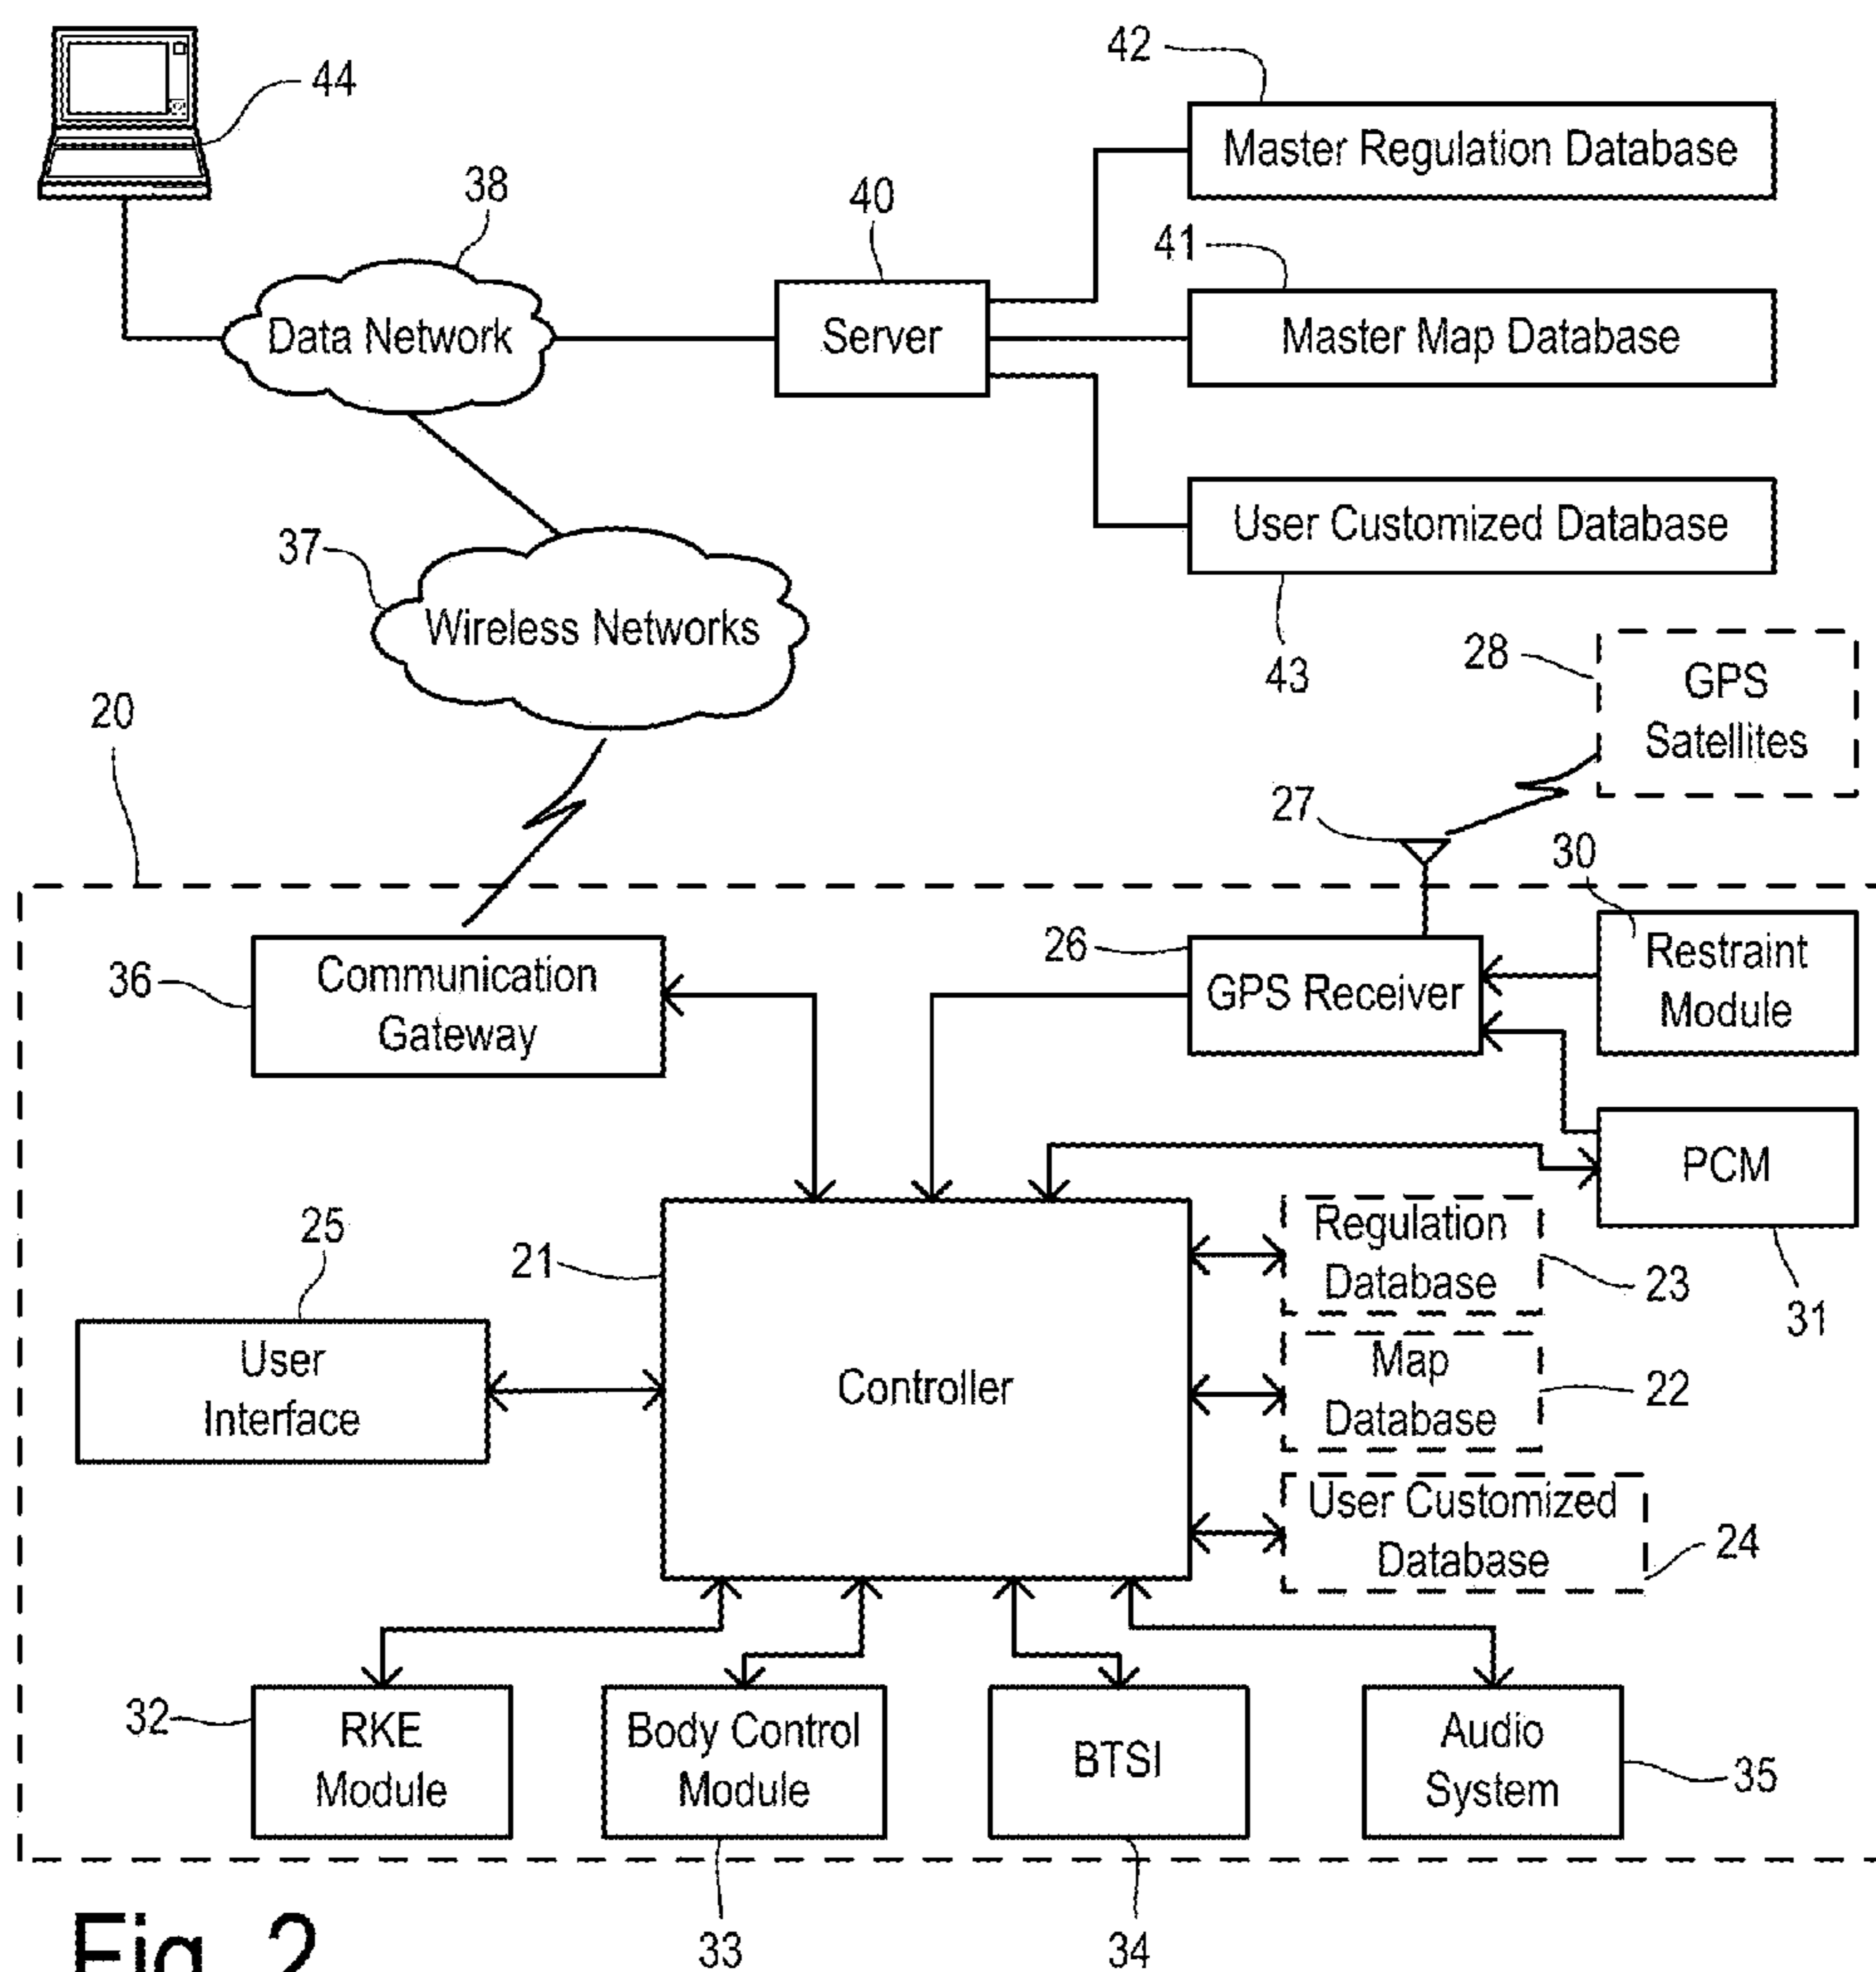 42
44
Master Regulation Database
38
40
41
Data Network
Server
Master Map Database
37
User Customized Database
Wireless Networks
43
28
GPS
Satellites
20
27
30
36
Communication
Gateway
26
GPS Receiver
Restraint
Module
PCM
31
25
21
User
Interface
Controller
Regulation
Database
23
Map
Database
22
User Customized
Database
24
32
RKE
Module
Body Control
Module
BTSI
Audio
System
35
33
34
Fig. 2